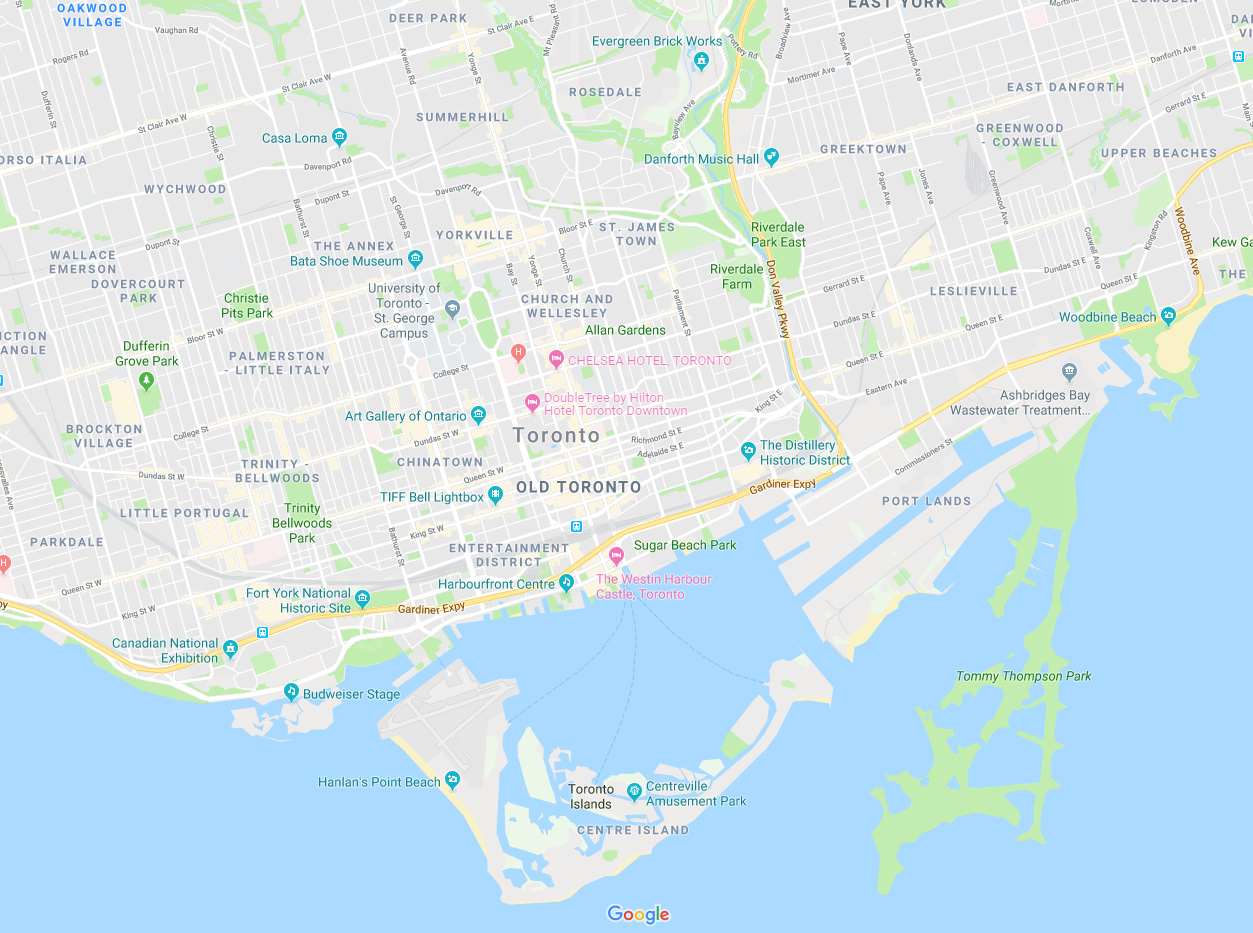 OAKWOOD
VILLAGE
Vaughan Rd
DEER PARK
St Clair Ave E
Mt Pleasant Rd
Evergreen Brick Works
Pottery Rd
Broadview Ave
EAST YORK
Pape Ave
Donlands Ave
Danforth Ave
Rogers Rd
Avenue Rd
Yonge St
Mortimer Ave
St Clair Ave W
Dufferin St
ROSEDALE
EAST DANFORTH
Gerrard St E
Main St
SUMMERHILL
Bayview Ave
St Clair Ave W
Christie St
Casa Loma
GREENWOOD
- COXWELL
GREEKTOWN
UPPER BEACHES
Danforth Music Hall
Davenport Rd
WYCHWOOD
Davenport Rd
Dupont St
Bathurst St
St George St
Pape Ave
Jones Ave
Greenwood Ave
Kingston Rd
Woodbine Ave
Bloor St E
ST. JAMES
TOWN
Riverdale
Park East
YORKVILLE
Dupont St
THE ANNEX
Bata Shoe Museum
WALLACE
EMERSON
Bay St
Yonge St
Church St
Coxwell Ave
Dundas St E
Queen St E
Riverdale
Farm
Don Valley Pkwy
Gerrard St E
THE
DOVERCOURT
PARK
University of
Toronto -
St. George
Campus
CHURCH AND
WELLESLEY
Parliament St
LESLIEVILLE
Christie
Pits Park
Bloor St W
Allan Gardens
Dundas St E
Woodbine Beach
Dufferin
Grove Park
PALMERSTON
- LITTLE ITALY
College St
H
CHELSEA HOTEL, TORONTO
Queen St E
Queen St E
Eastern Ave
Ashbridges Bay
Wastewater Treatment...
DoubleTree by Hilton
Hotel Toronto Downtown
King St E
Art Gallery of Ontario
BROCKTON
VILLAGE
College St
Dundas St W
Toronto
Richmond St E
Adelaide St E
The Distillery
Historic District
Commissioners St
CHINATOWN
TRINITY -
BELLWOODS
Dundas St W
Queen St W
OLD TORONTO
Gardiner Expy
PORT LANDS
TIFF Bell Lightbox
LITTLE PORTUGAL
Trinity
Bellwoods
Park
King St W
Bathurst St
PARKDALE
ENTERTAINMENT
DISTRICT
Sugar Beach Park
H
Queen St W
Harbourfront Centre
The Westin Harbour
Castle, Toronto
Fort York National
Historic Site
Gardiner Expy
King St W
Canadian National
Exhibition
Budweiser Stage
Tommy Thompson Park
Hanlan's Point Beach
Toronto
Islands
Centreville
Amusement Park
CENTRE ISLAND
Google